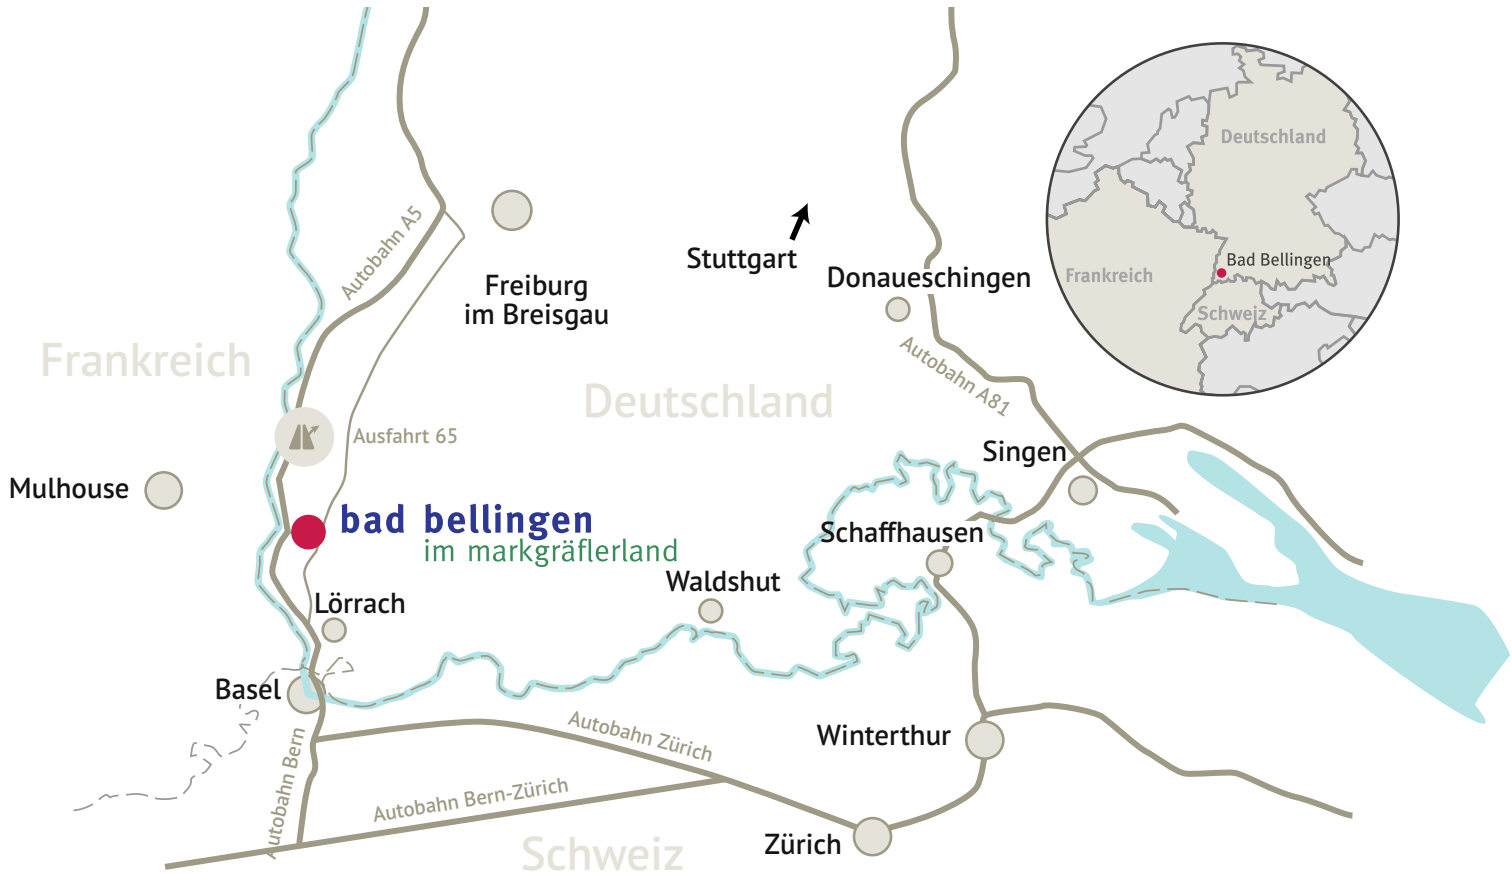 Deutschland
Autobahn A5
Stuttgart
Donaueschingen
Bad Bellingen
Frankreich
Freiburg
im Breisgau
Schweiz
Frankreich
Autobahn A81
Deutschland
Ausfahrt 65
Singen
Mulhouse
bad bellingen
im markgräflerland
Schaffhausen
Waldshut
Lörrach
Basel
Autobahn Zürich
Winterthur
Autobahn Bern
Autobahn Bern-Zürich
Zürich
Schweiz